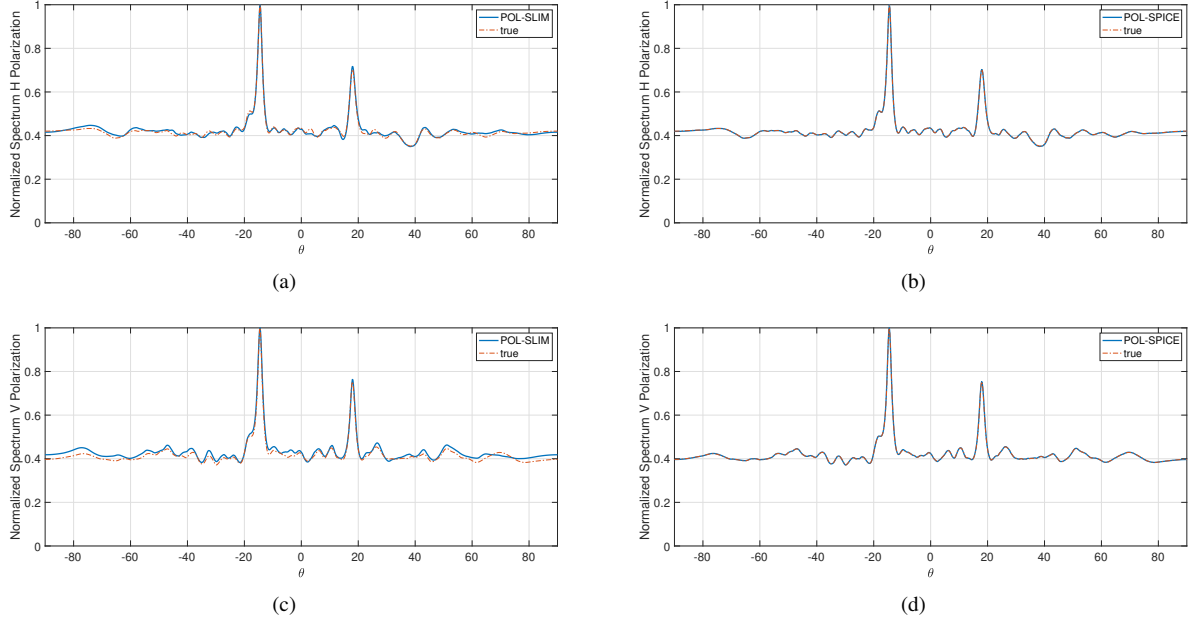 Normalized Spectrum H Polarization
1
0.8
0.6
0.4
0.2
0
-80 -60 -40 -20 0 20 40 60 80
θ
POL-SLIM
true
(a)
Normalized Spectrum H Polarization
1
0.8
0.6
0.4
0.2
0
-80 -60 -40 -20 0 20 40 60 80
θ
POL-SPICE
true
(b)
Normalized Spectrum V Polarization
1
0.8
0.6
0.4
0.2
0
-80 -60 -40 -20 0 20 40 60 80
θ
POL-SLIM
true
(c)
Normalized Spectrum V Polarization
1
0.8
0.6
0.4
0.2
0
-80 -60 -40 -20 0 20 40 60 80
θ
POL-SPICE
true
(d)